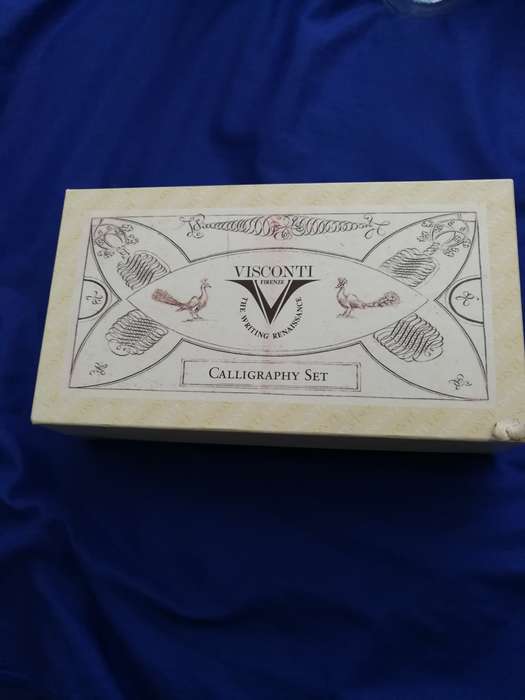 VISCONTI
FIRENZE
THE WRITING RENAISSANCE
CALLIGRAPHY SET